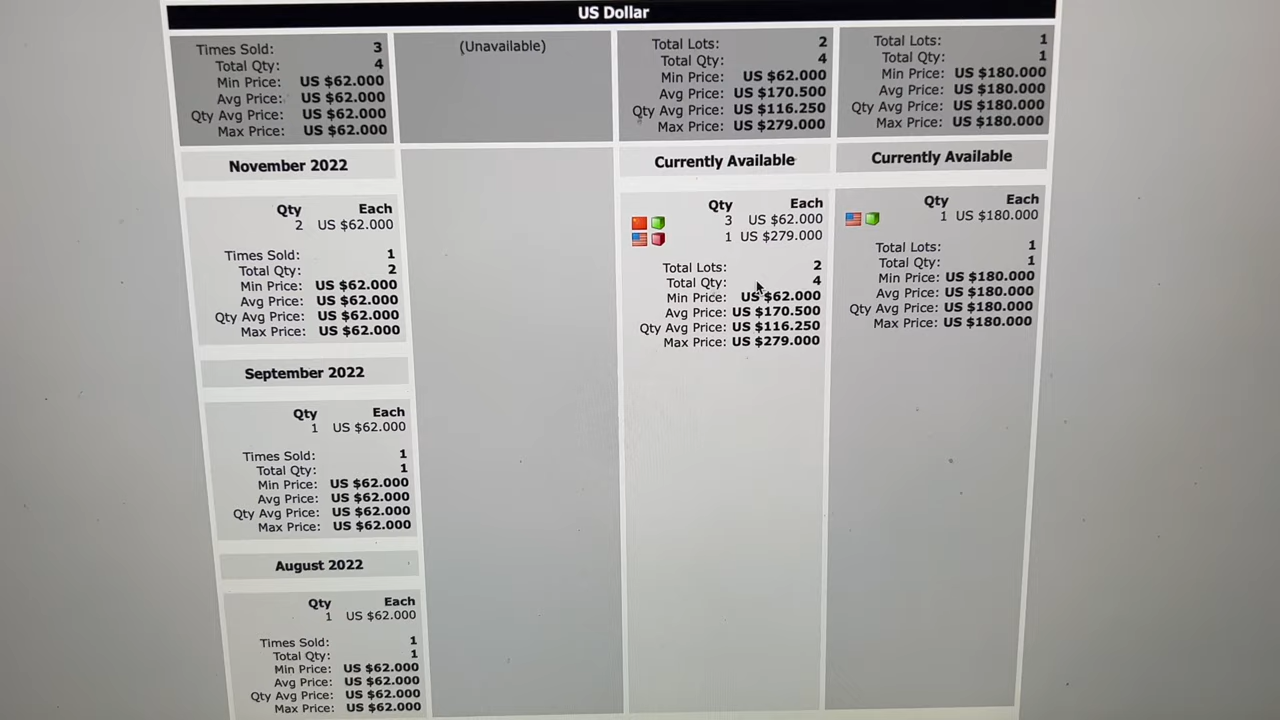 US Dollar
Times Sold: 3
Total Qty: 4
Min Price: US $62.000
Avg Price: US $62.000
Qty Avg Price: US $62.000
Max Price: US $62.000
(Unavailable)
Total Lots: 2
Total Qty: 4
Min Price: US $62.000
Avg Price: US $170.500
Qty Avg Price: US $116.250
Max Price: US $279.000
Total Lots: 1
Total Qty: 1
Min Price: US $180.000
Avg Price: US $180.000
Qty Avg Price: US $180.000
Max Price: US $180.000
November 2022
Qty Each
2 US $62.000
Times Sold: 1
Total Qty: 2
Min Price: US $62.000
Avg Price: US $62.000
Qty Avg Price: US $62.000
Max Price: US $62.000
September 2022
Qty Each
1 US $62.000
Times Sold: 1
Total Qty: 1
Min Price: US $62.000
Avg Price: US $62.000
Qty Avg Price: US $62.000
Max Price: US $62.000
August 2022
Qty Each
1 US $62.000
Times Sold: 1
Total Qty: 1
Min Price: US $62.000
Avg Price: US $62.000
Qty Avg Price: US $62.000
Max Price: US $62.000
Currently Available
Qty Each
3 US $62.000
1 US $279.000
Total Lots: 2
Total Qty: 4
Min Price: US $62.000
Avg Price: US $170.500
Qty Avg Price: US $116.250
Max Price: US $279.000
Currently Available
Qty Each
1 US $180.000
Total Lots: 1
Total Qty: 1
Min Price: US $180.000
Avg Price: US $180.000
Qty Avg Price: US $180.000
Max Price: US $180.000